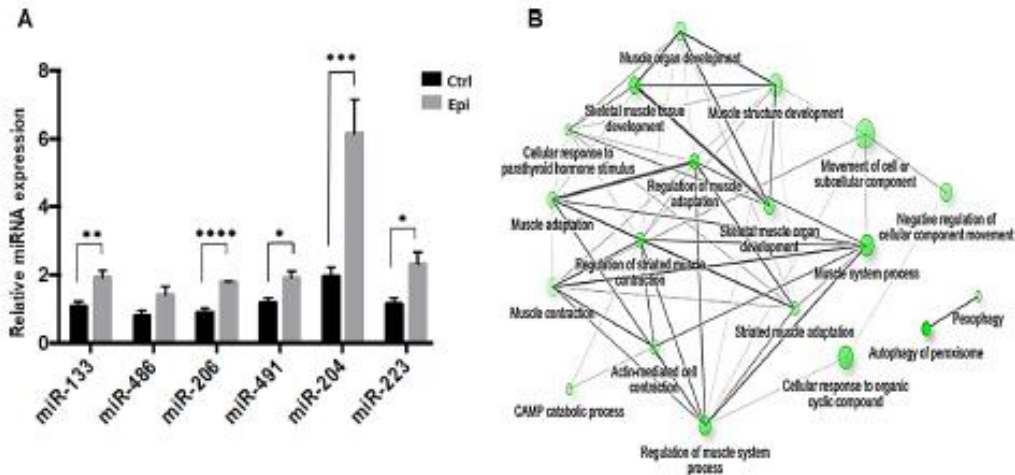 A
Relative miRNA expression
8
6
4
2
0
**
****
*
***
*
Ctrl
Epi
miR-133
miR-486
miR-206
miR-491
miR-204
miR-223
B
Muscle organ development
Skeletal muscle tissue
development
Muscle structure development
Cellular response to
parathyroid hormone stimulus
Movement of cell or
subcellular component
Regulation of muscle
adaptation
Muscle adaptation
Skeletal muscle organ
development
Negative regulation of
cellular component movement
Regulation of striated muscle
contraction
Muscle system process
Muscle contraction
Striated muscle adaptation
Pexophagy
Autophagy of peroxisome
Actin-mediated cell
contraction
Cellular response to organic
cyclic compound
CAMP catabolic process
Regulation of muscle system
process